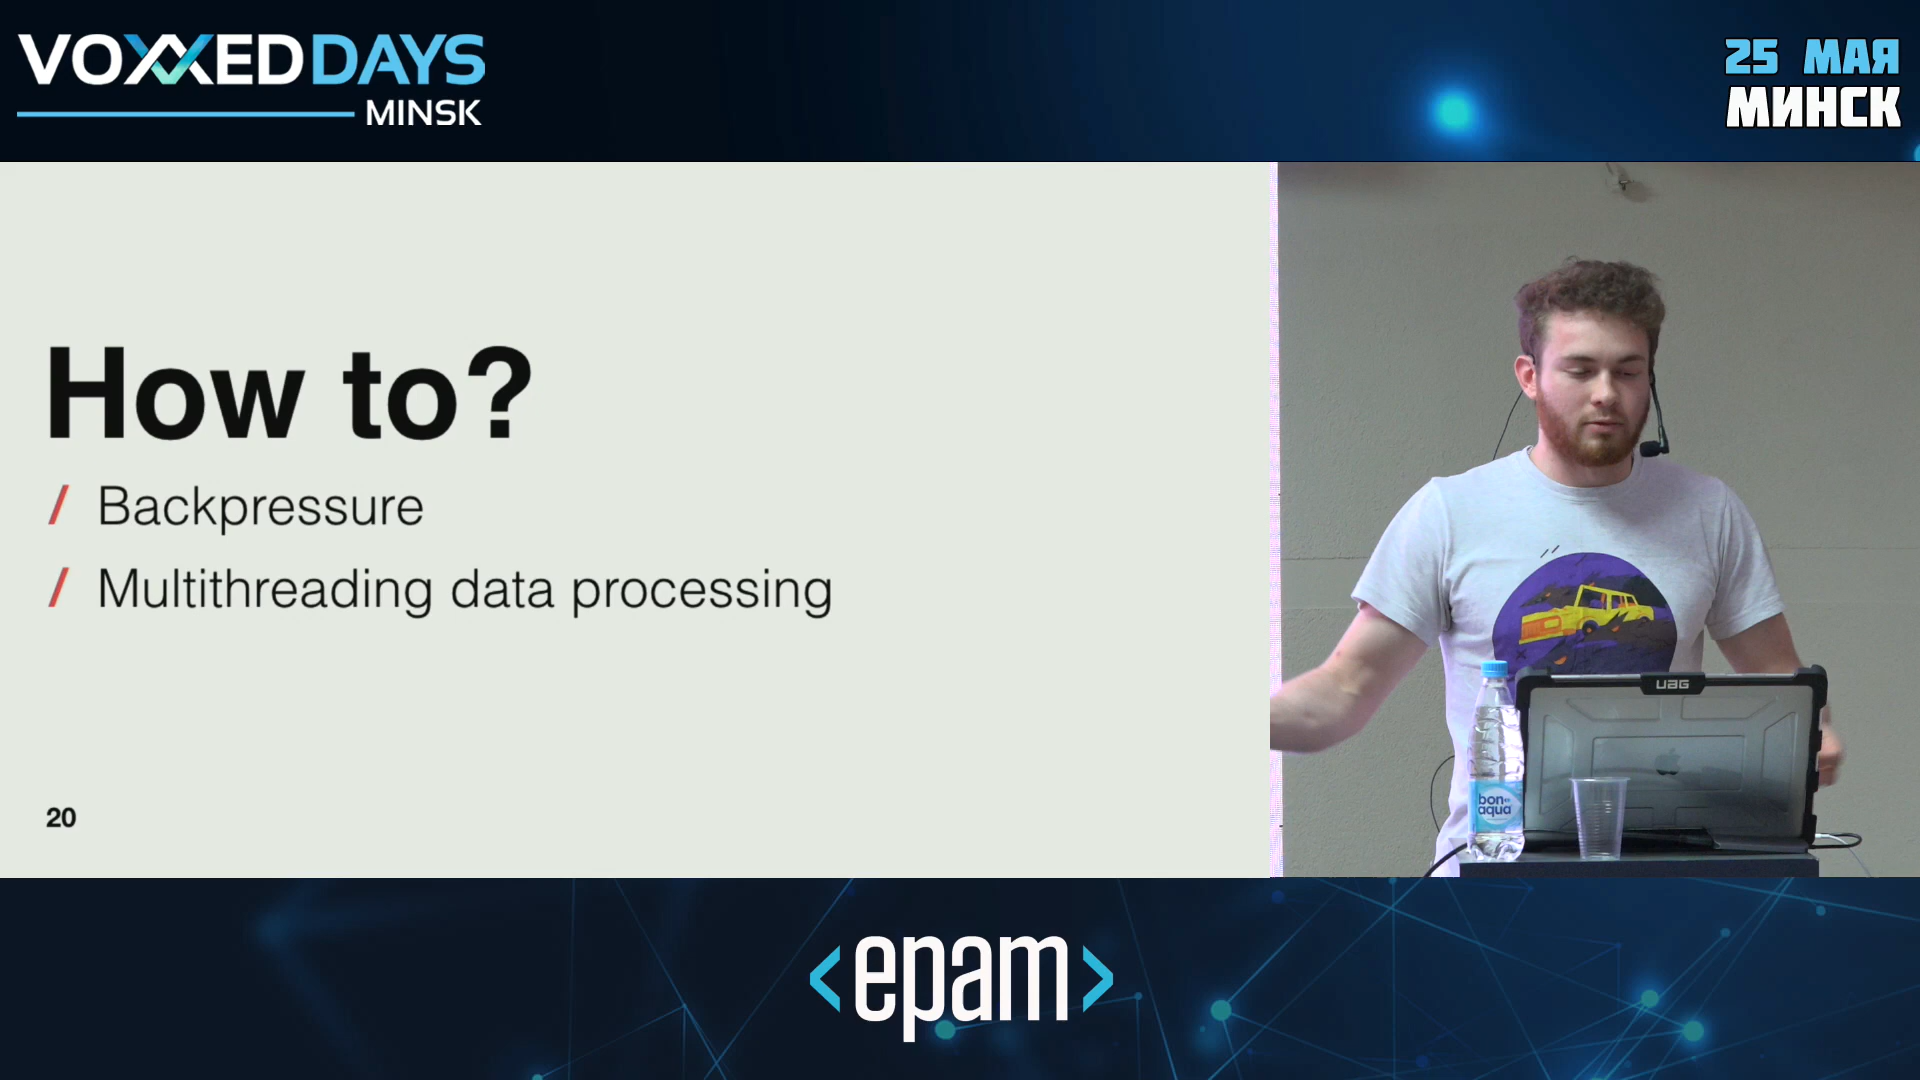 VOXXEDDAYS
MINSK
25 МАЯ
МИНСК
How to?
/ Backpressure
/ Multithreading data processing
20
UAG
bon
aqua
<epam>